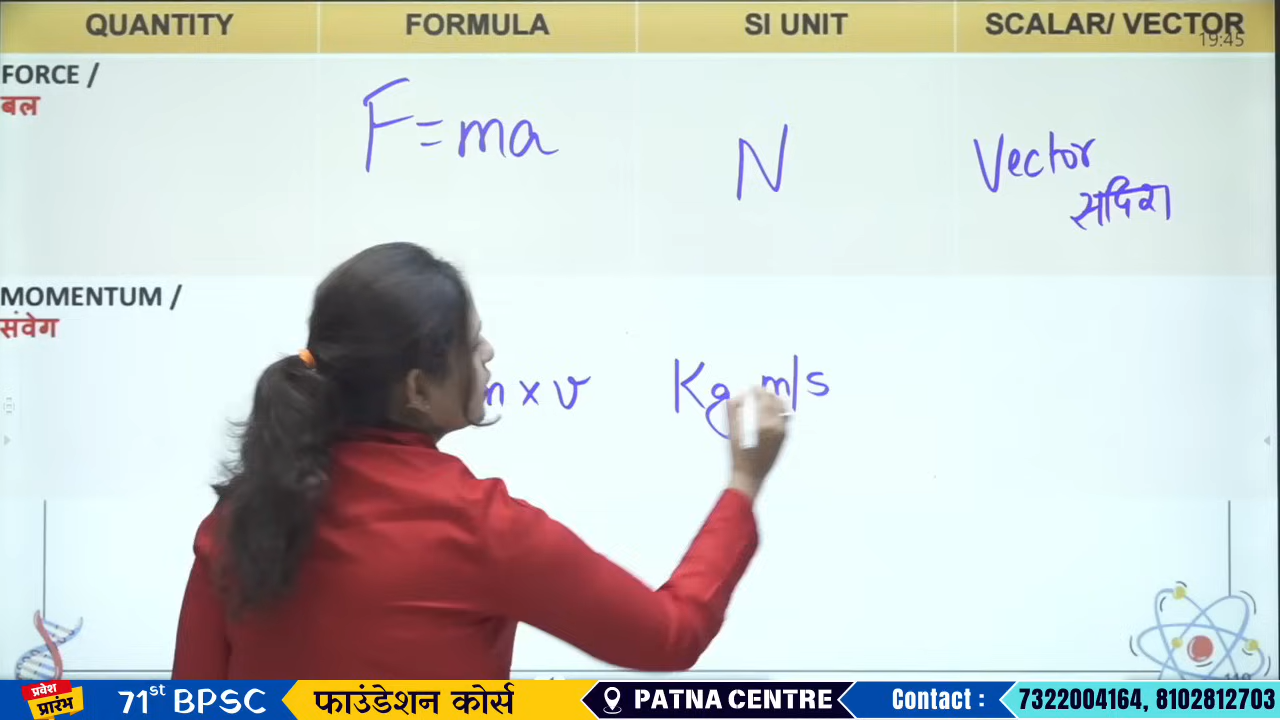 QUANTITY FORMULA SI UNIT SCALAR/ VECTOR
19:45
FORCE /
बल
F=ma N Vector
सदिश
MOMENTUM /
संवेग
x v Kg m/s
प्रवेश
प्रारंभ
71st BPSC फाउंडेशन कोर्स PATNA CENTRE Contact : 7322004164, 8102812703